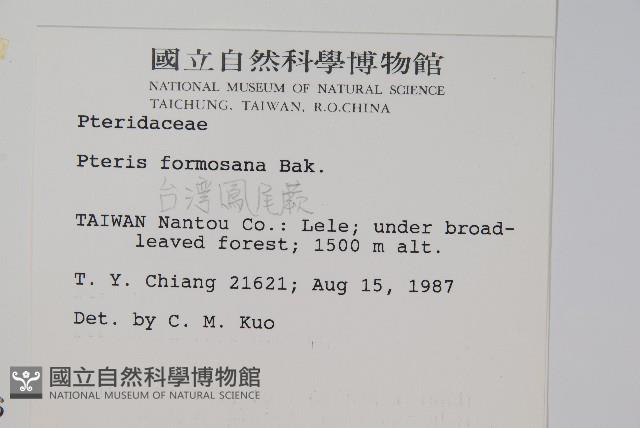 國立自然科學博物館
NATIONAL MUSEUM OF NATURAL SCIENCE
TAICHUNG, TAIWAN, R.O.CHINA
Pteridaceae
Pteris formosana Bak.
台湾鳳尾蕨
TAIWAN Nantou Co.: Lele; under broad-
leaved forest; 1500 m alt.
T. Y. Chiang 21621; Aug 15, 1987
Det. by C. M. Kuo
國立自然科學博物館
NATIONAL MUSEUM OF NATURAL SCIENCE